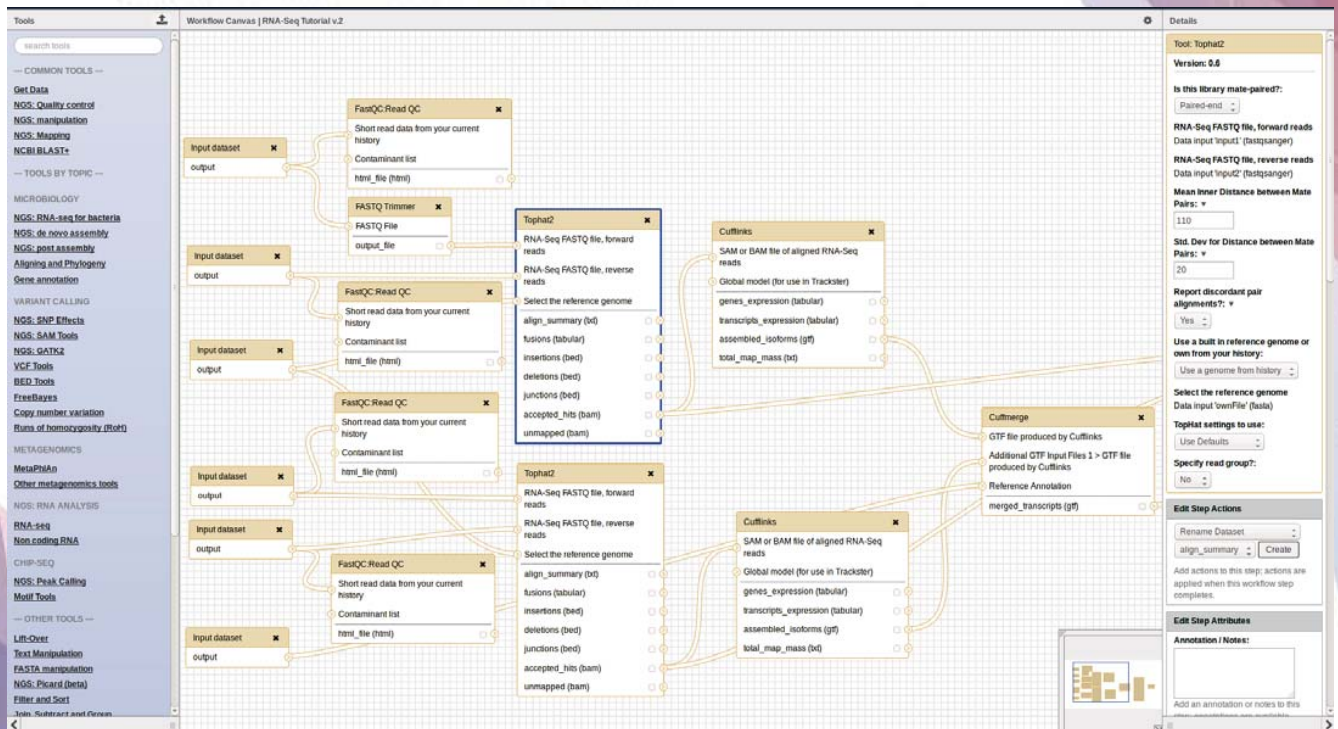 Tools
search tools
--- COMMON TOOLS ---
Get Data
NGS: Quality control
NGS: manipulation
NGS: Mapping
NCBI BLAST+
--- TOOLS BY TOPIC ---
MICROBIOLOGY
NGS: RNA-seq for bacteria
NGS: de novo assembly
NGS: post assembly
Aligning and Phylogeny
Gene annotation
VARIANT CALLING
NGS: SNP Effects
NGS: SAM Tools
NGS: GATK2
VCF Tools
BED Tools
FreeBayes
Copy number variation
Runs of homozygosity (RoH)
METAGENOMICS
MetaPhlAn
Other metagenomics tools
NGS: RNA ANALYSIS
RNA-seq
Non coding RNA
CHIP-SEQ
NGS: Peak Calling
Motif Tools
--- OTHER TOOLS ---
Lift-Over
Text Manipulation
FASTA manipulation
NGS: Picard (beta)
Filter and Sort
Join, Subtract and Group
Workflow Canvas | RNA-Seq Tutorial v.2
Input dataset
output
FastQC:Read QC
Short read data from your current
history
Contaminant list
html_file (html)
FASTQ Trimmer
FASTQ File
output_file
Input dataset
output
FastQC:Read QC
Short read data from your current
history
Contaminant list
html_file (html)
Input dataset
output
FastQC:Read QC
Short read data from your current
history
Contaminant list
html_file (html)
Input dataset
output
Input dataset
output
FastQC:Read QC
Short read data from your current
history
Contaminant list
html_file (html)
Input dataset
output
Tophat2
RNA-Seq FASTQ file, forward
reads
RNA-Seq FASTQ file, reverse
reads
Select the reference genome
align_summary (txt)
fusions (tabular)
insertions (bed)
deletions (bed)
junctions (bed)
accepted_hits (bam)
unmapped (bam)
Tophat2
RNA-Seq FASTQ file, forward
reads
RNA-Seq FASTQ file, reverse
reads
Select the reference genome
align_summary (txt)
fusions (tabular)
insertions (bed)
deletions (bed)
junctions (bed)
accepted_hits (bam)
unmapped (bam)
Cufflinks
SAM or BAM file of aligned RNA-Seq
reads
Global model (for use in Trackster)
genes_expression (tabular)
transcripts_expression (tabular)
assembled_isoforms (gtf)
total_map_mass (txt)
Cufflinks
SAM or BAM file of aligned RNA-Seq
reads
Global model (for use in Trackster)
genes_expression (tabular)
transcripts_expression (tabular)
assembled_isoforms (gtf)
total_map_mass (txt)
Cuffmerge
GTF file produced by Cufflinks
Additional GTF Input Files 1 > GTF file
produced by Cufflinks
Reference Annotation
merged_transcripts (gtf)
Details
Tool: Tophat2
Version: 0.6
Is this library mate-paired?:
Paired-end
RNA-Seq FASTQ file, forward reads
Data input 'input1' (fastqsanger)
RNA-Seq FASTQ file, reverse reads
Data input 'input2' (fastqsanger)
Mean Inner Distance between Mate
Pairs:
110
Std. Dev for Distance between Mate
Pairs:
20
Report discordant pair
alignments?:
Yes
Use a built in reference genome or
own from your history:
Use a genome from history
Select the reference genome
Data input 'ownFile' (fasta)
TopHat settings to use:
Use Defaults
Specify read group?:
No
Edit Step Actions
Rename Dataset
align_summary Create
Add actions to this step; actions are
applied when this workflow step
completes.
Edit Step Attributes
Annotation / Notes:
Add an annotation or notes to this